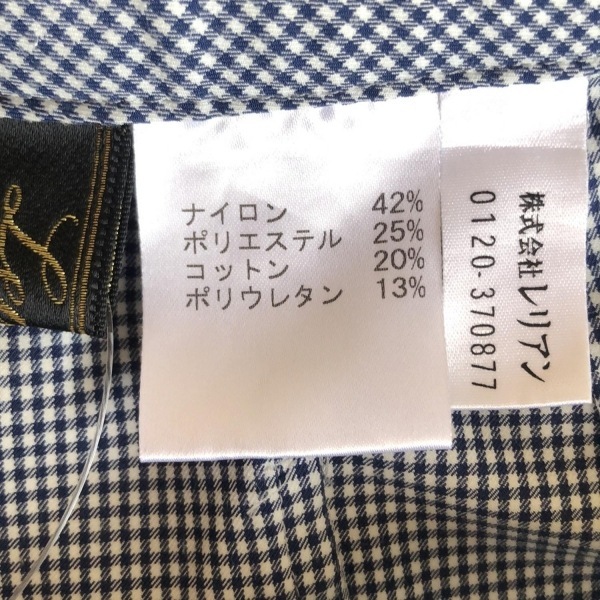 ナイロン 42%
ポリエステル 25%
コットン 20%
ポリウレタン 13%
株式会社レリアン
0120-370877